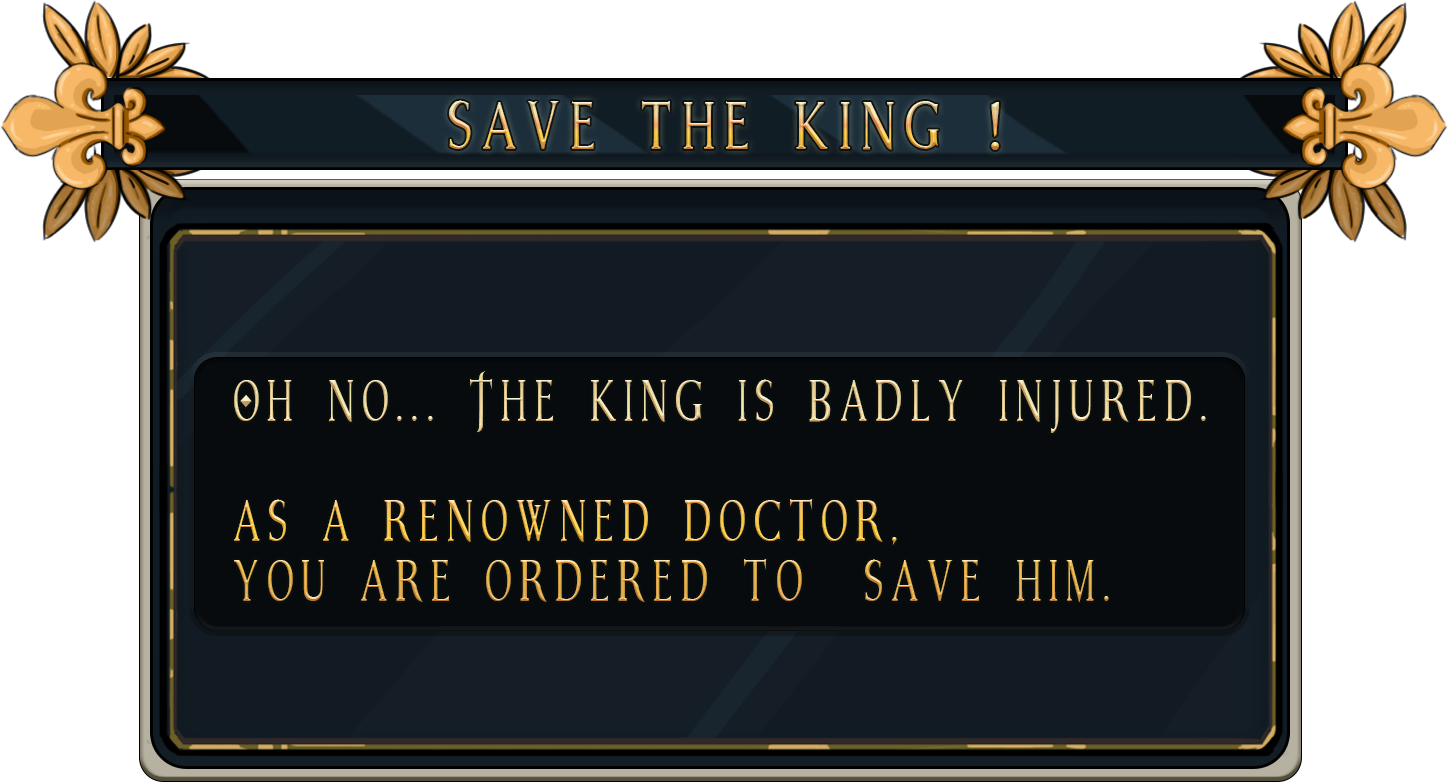 SAVE THE KING !
OH NO... THE KING IS BADLY INJURED.
AS A RENOWNED DOCTOR,
YOU ARE ORDERED TO SAVE HIM.